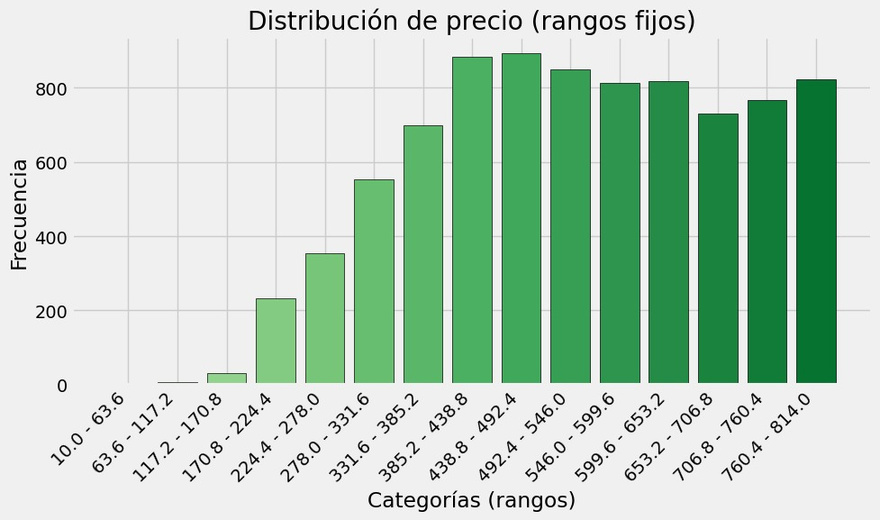 Distribución de precio (rangos fijos)
Frecuencia
800
600
400
200
0
10.0 - 63.6
63.6 - 117.2
117.2 - 170.8
170.8 - 224.4
224.4 - 278.0
278.0 - 331.6
331.6 - 385.2
385.2 - 438.8
438.8 - 492.4
492.4 - 546.0
546.0 - 599.6
599.6 - 653.2
653.2 - 706.8
706.8 - 760.4
760.4 - 814.0
Categorías (rangos)